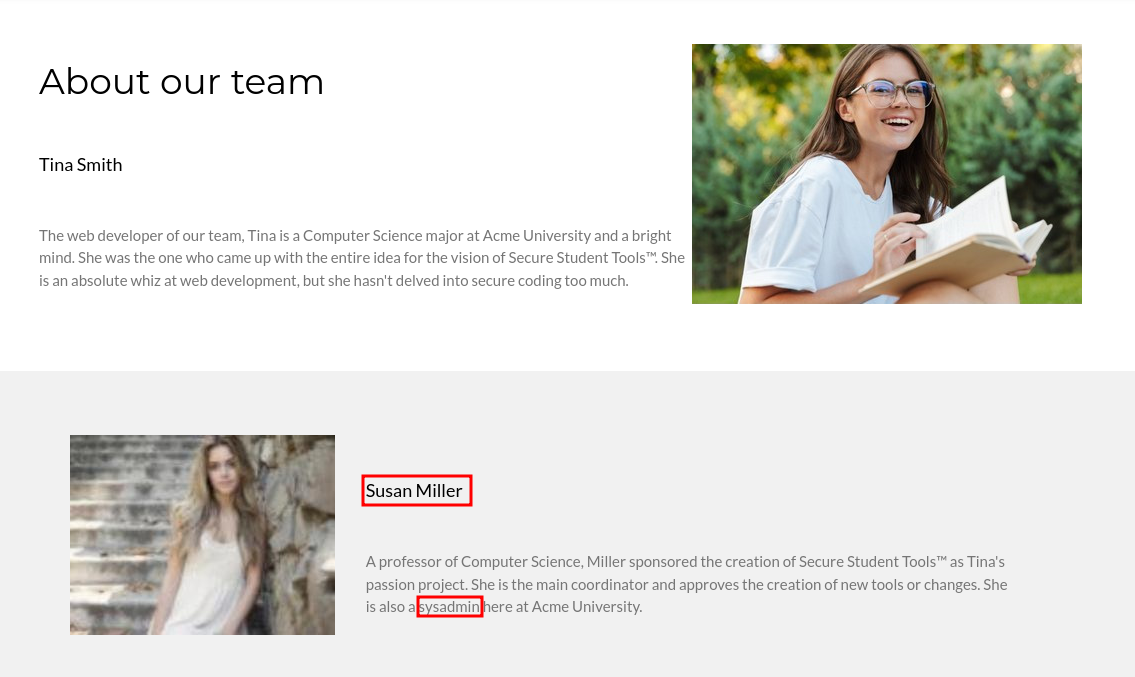 About our team
Tina Smith
The web developer of our team, Tina is a Computer Science major at Acme University and a bright
mind. She was the one who came up with the entire idea for the vision of Secure Student Tools™. She
is an absolute whiz at web development, but she hasn't delved into secure coding too much.
Susan Miller
A professor of Computer Science, Miller sponsored the creation of Secure Student Tools™ as Tina's
passion project. She is the main coordinator and approves the creation of new tools or changes. She
is also a sysadmin here at Acme University.